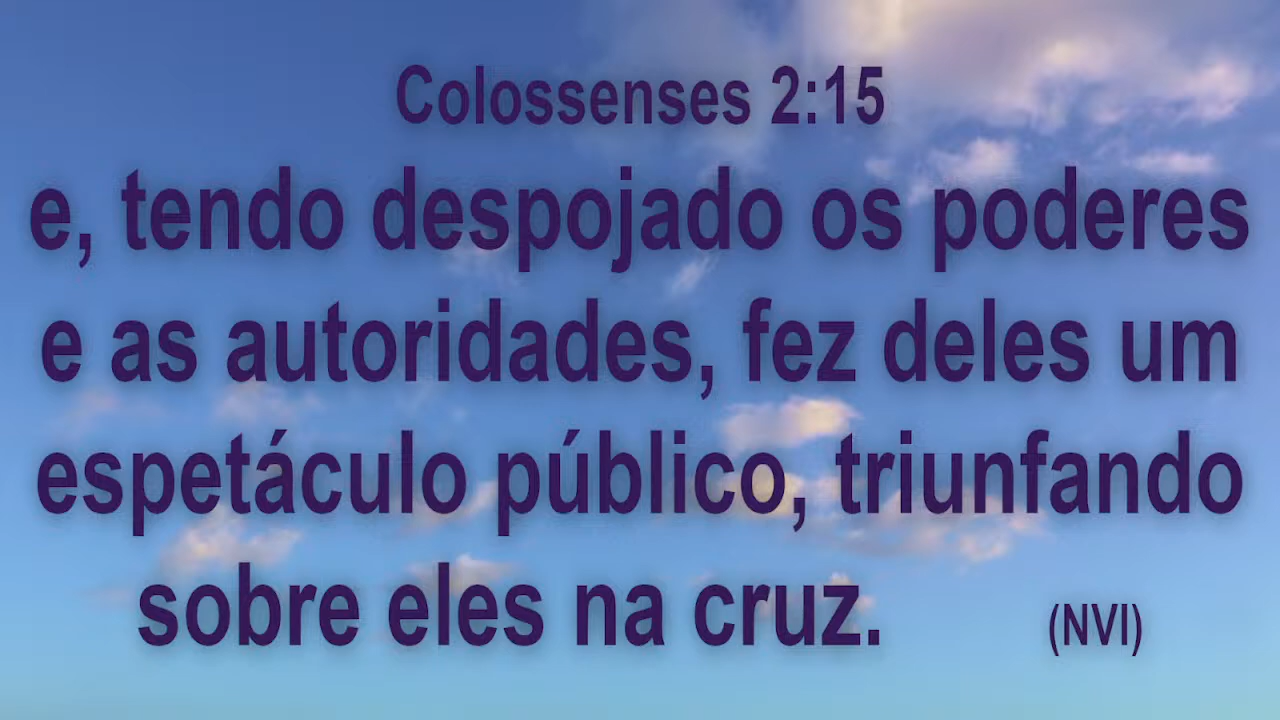 Colossenses 2:15
e, tendo despojado os poderes
e as autoridades, fez deles um
espetáculo público, triunfando
sobre eles na cruz. (NVI)